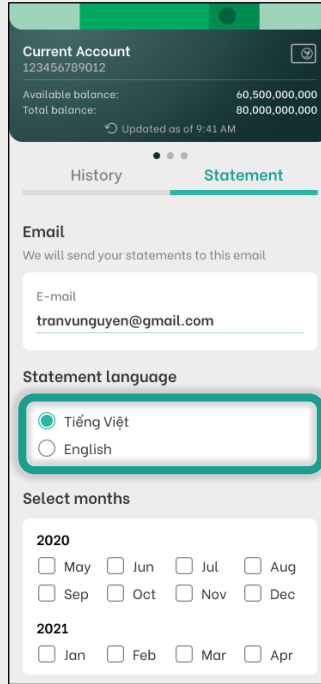 Current Account
123456789012
Available balance: 60,500,000,000
Total balance: 80,000,000,000
Updated as of 9:41 AM
History Statement
Email
We will send your statements to this email
E-mail
tranvunguyen@gmail.com
Statement language
Tiếng Việt
English
Select months
2020
May Jun Jul Aug
Sep Oct Nov Dec
2021
Jan Feb Mar Apr